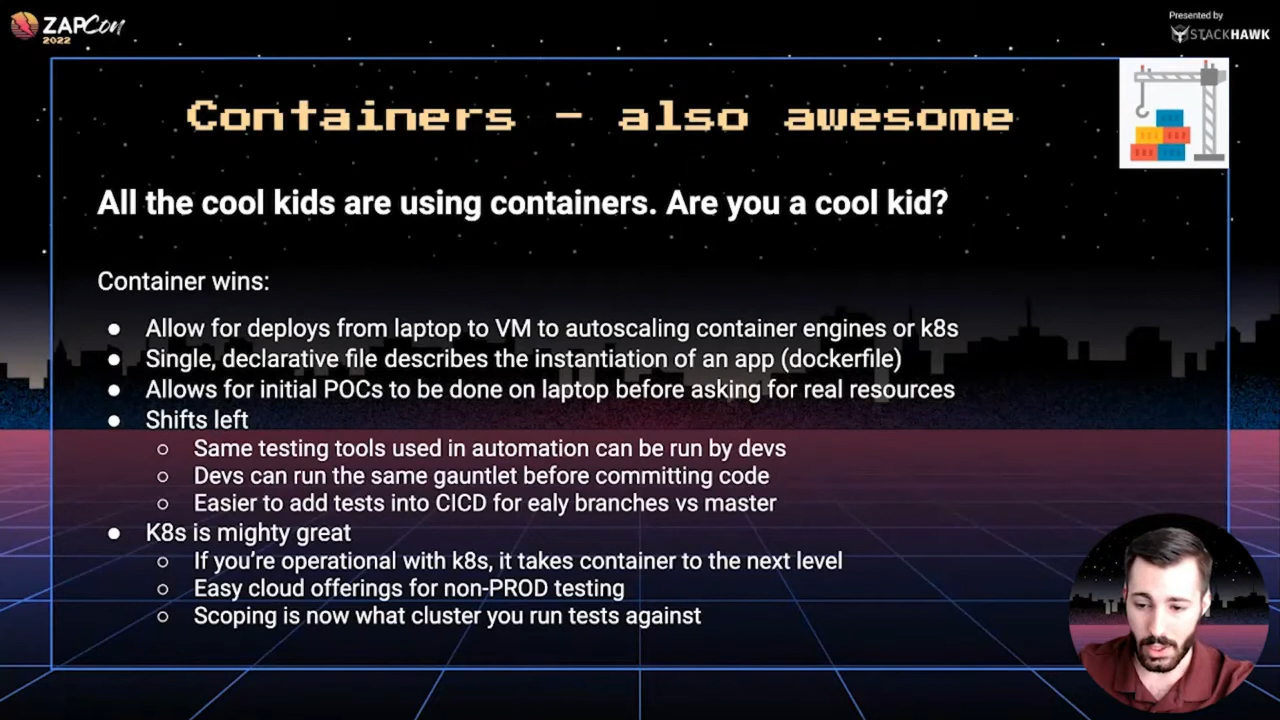 ZAPCon
2022
Presented by
STACKHAWK
Containers - also awesome
All the cool kids are using containers. Are you a cool kid?
Container wins:
● Allow for deploys from laptop to VM to autoscaling container engines or k8s
● Single, declarative file describes the instantiation of an app (dockerfile)
● Allows for initial POCs to be done on laptop before asking for real resources
● Shifts left
○ Same testing tools used in automation can be run by devs
○ Devs can run the same gauntlet before committing code
○ Easier to add tests into CICD for ealy branches vs master
● K8s is mighty great
○ If you’re operational with k8s, it takes container to the next level
○ Easy cloud offerings for non-PROD testing
○ Scoping is now what cluster you run tests against